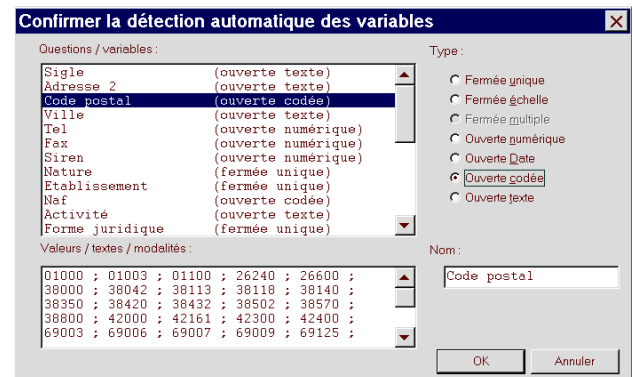 Confirmer la détection automatique des variables
Questions / variables :
Sigle (ouverte texte)
Adresse 2 (ouverte texte)
Code postal (ouverte codée)
Ville (ouverte texte)
Tel (ouverte numérique)
Fax (ouverte numérique)
Siren (ouverte numérique)
Nature (fermée unique)
Etablissement (fermée unique)
Naf (ouverte codée)
Activité (ouverte texte)
Forme juridique (fermée unique)
Type :
Fermée unique
Fermée échelle
Fermée multiple
Ouverte numérique
Ouverte Date
Ouverte codée
Ouverte texte
Valeurs / textes / modalités :
01000 ; 01003 ; 01100 ; 26240 ; 26600 ;
38000 ; 38042 ; 38113 ; 38118 ; 38140 ;
38350 ; 38420 ; 38432 ; 38502 ; 38570 ;
38800 ; 42000 ; 42161 ; 42300 ; 42400 ;
69003 ; 69006 ; 69007 ; 69009 ; 69125 ;
Nom :
Code postal
OK Annuler